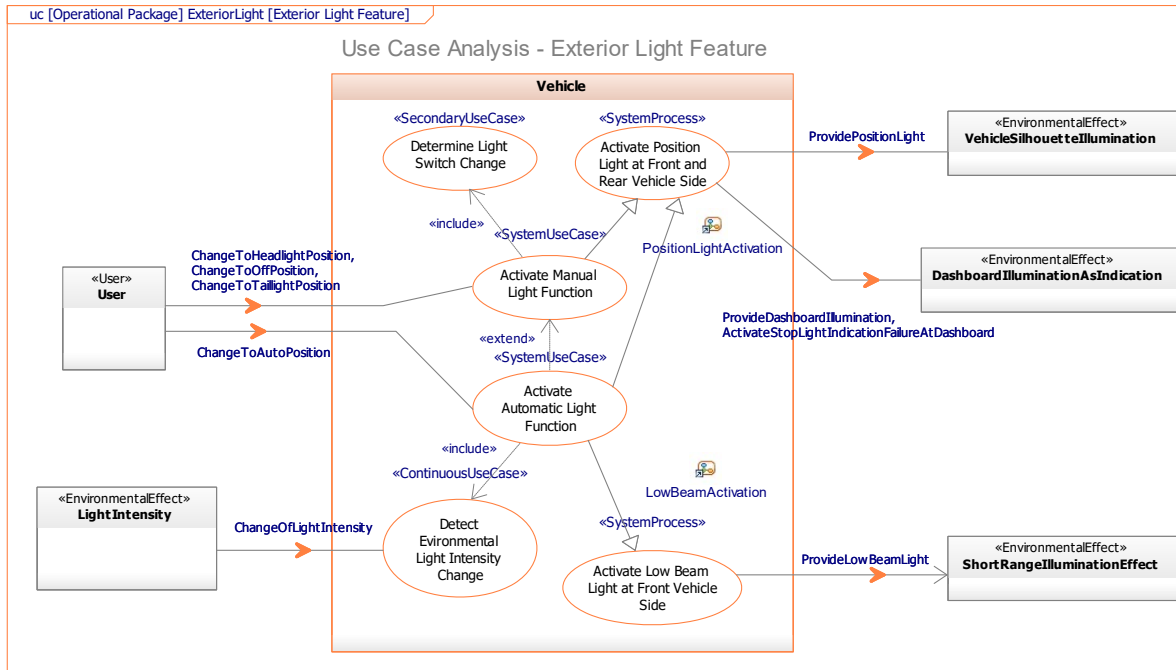 uc [Operational Package] ExteriorLight [Exterior Light Feature]
Use Case Analysis - Exterior Light Feature
Vehicle
«SecondaryUseCase»
Determine Light
Switch Change
«SystemProcess»
Activate Position
Light at Front and
Rear Vehicle Side
ProvidePositionLight
«EnvironmentalEffect»
VehicleSilhouetteIllumination
«include»
«SystemUseCase»
Activate Manual
Light Function
PositionLightActivation
«EnvironmentalEffect»
DashboardIlluminationAsIndication
«User»
User
ChangeToHeadlightPosition,
ChangeToOffPosition,
ChangeToTaillightPosition
ChangeToAutoPosition
ProvideDashboardIllumination,
ActivateStopLightIndicationFailureAtDashboard
«extend»
«SystemUseCase»
Activate
Automatic Light
Function
«include»
«ContinuousUseCase»
Detect
Evironmental
Light Intensity
Change
LowBeamActivation
«SystemProcess»
Activate Low Beam
Light at Front Vehicle
Side
«EnvironmentalEffect»
LightIntensity
ChangeOfLightIntensity
ProvideLowBeamLight
«EnvironmentalEffect»
ShortRangeIlluminationEffect